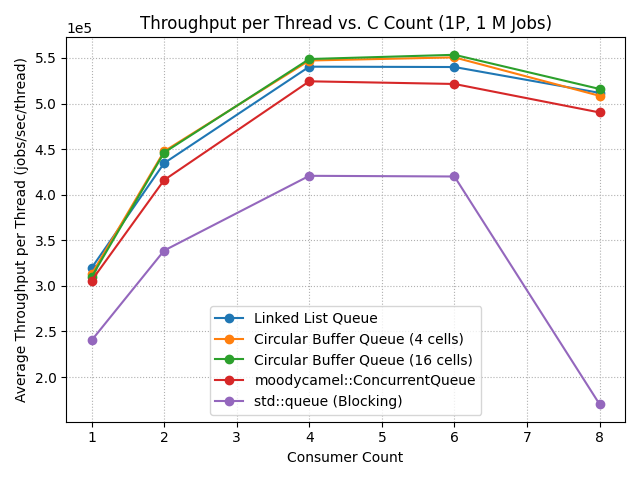 Throughput per Thread vs. C Count (1P, 1 M Jobs)
1e5
Average Throughput per Thread (jobs/sec/thread)
5.5
5.0
4.5
4.0
3.5
3.0
2.5
2.0
Linked List Queue
Circular Buffer Queue (4 cells)
Circular Buffer Queue (16 cells)
moodycamel::ConcurrentQueue
std::queue (Blocking)
1 2 3 4 5 6 7 8
Consumer Count